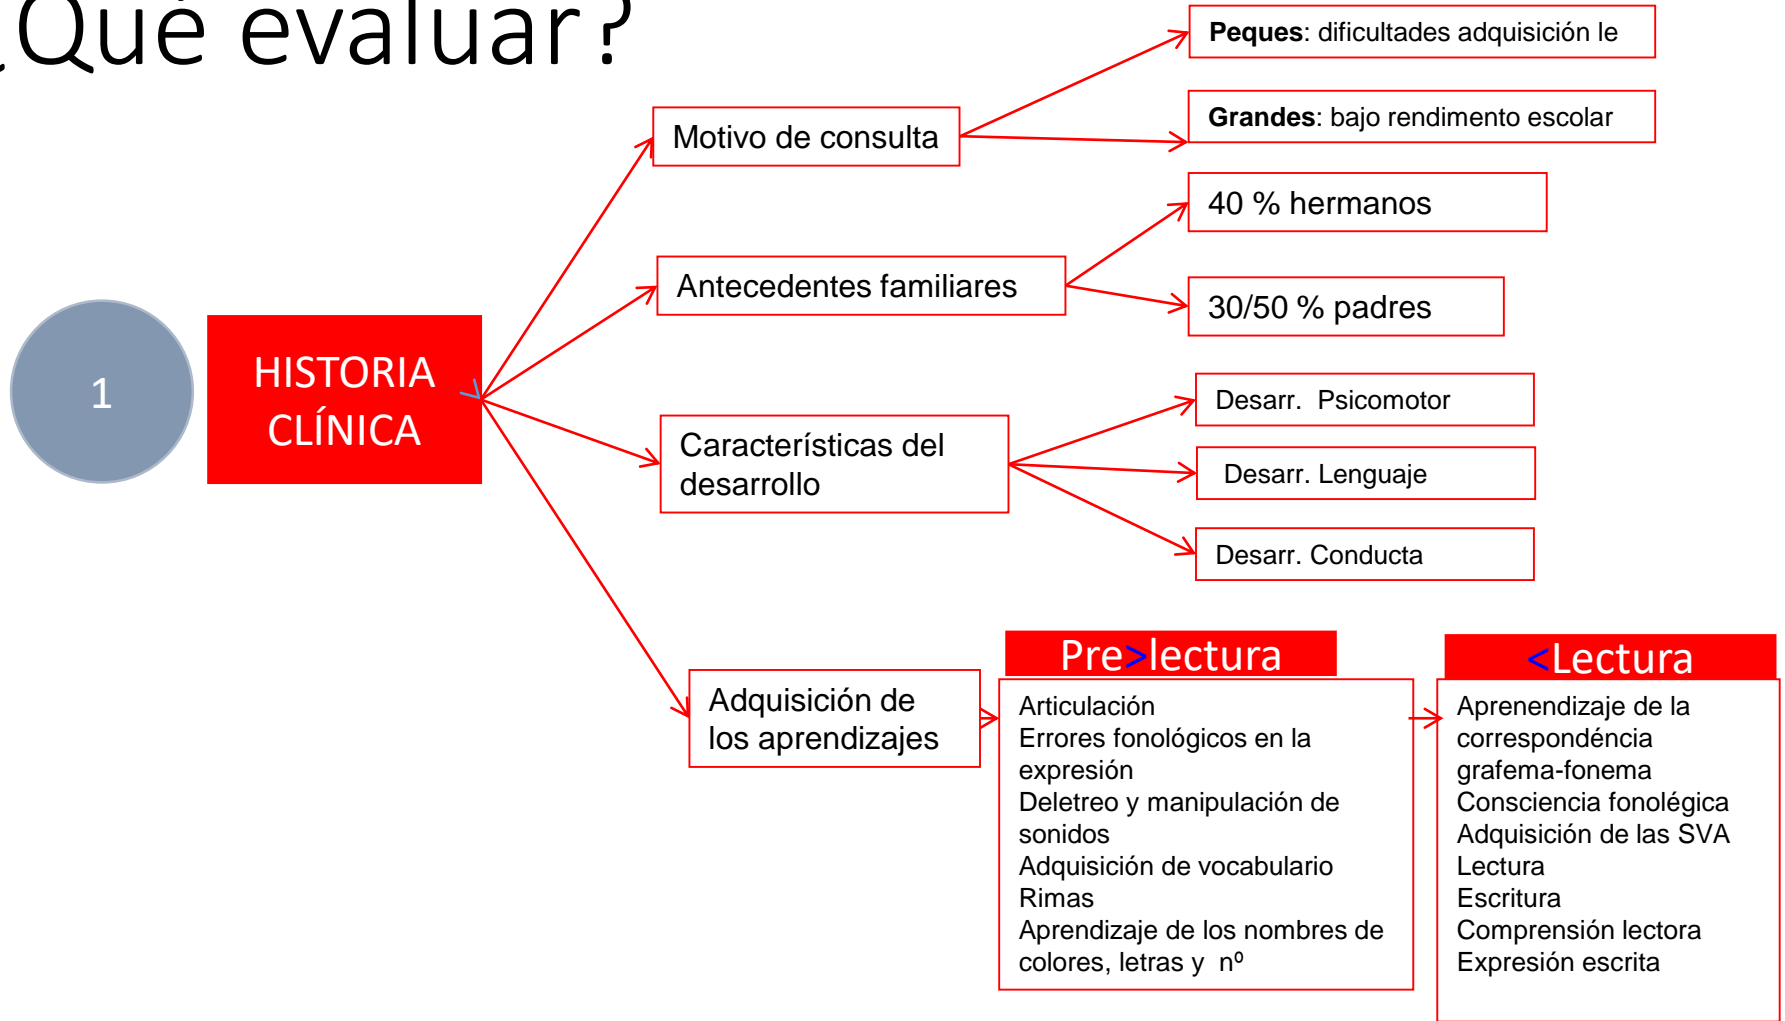 ¿Qué evaluar?
Peques: dificultades adquisición le
Grandes: bajo rendimento escolar
Motivo de consulta
40 % hermanos
Antecedentes familiares
30/50 % padres
1
HISTORIA
CLÍNICA
Desarr. Psicomotor
Características del
desarrollo
Desarr. Lenguaje
Desarr. Conducta
Adquisición de
los aprendizajes
Pre>lectura
Articulación
Errores fonológicos en la
expresión
Deletreo y manipulación de
sonidos
Adquisición de vocabulario
Rimas
Aprendizaje de los nombres de
colores, letras y nº
<Lectura
Aprenendizaje de la
correspondéncia
grafema-fonema
Consciencia fonolégica
Adquisición de las SVA
Lectura
Escritura
Comprensión lectora
Expresión escrita